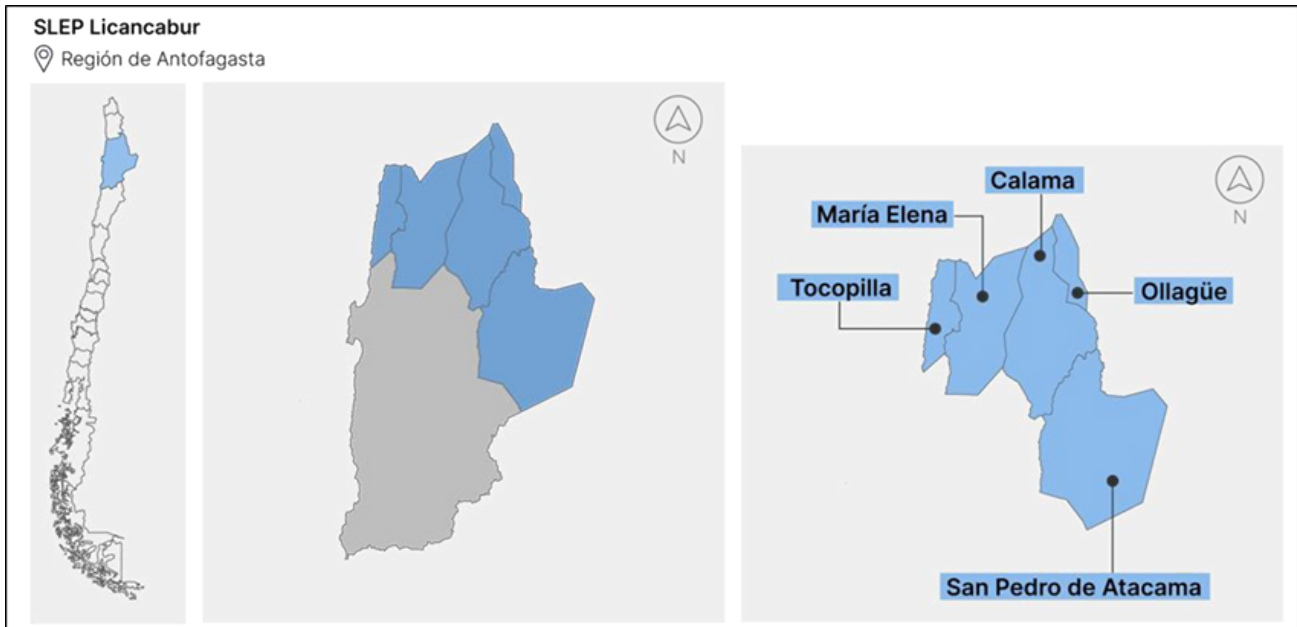 SLEP Licancabur
Región de Antofagasta
N
N
Calama
María Elena
Tocopilla
Ollagüe
San Pedro de Atacama